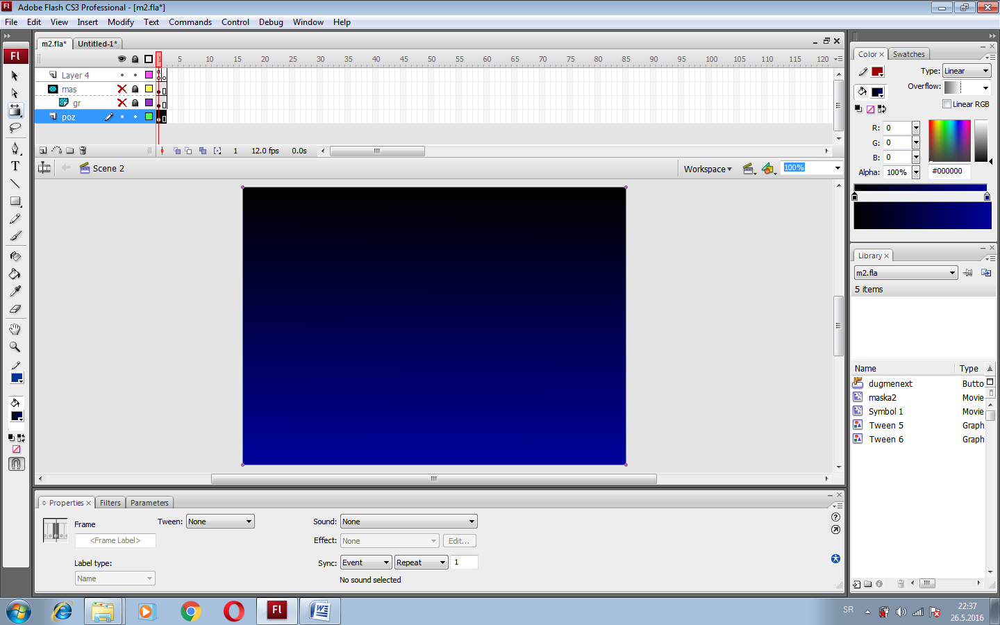 Fl Adobe Flash CS3 Professional - [m2.fla*]
File Edit View Insert Modify Text Commands Control Debug Window Help
Fl
m2.fla* Untitled-1*
1 5 10 15 20 25 30 35 40 45 50 55 60 65 70 75 80 85 90 95 100 105 110 115 120
Layer 4
mas
gr
poz
1 12.0 fps 0.0s
Scene 2 Workspace 100%
T
Color Swatches
Type: Linear
Overflow:
Linear RGB
R: 0
G: 0
B: 0
Alpha: 100% #000000
Library
m2.fla
5 items
Name Type
dugmenext Butto
maska2 Movie
Symbol 1 Movie
Tween 5 Graph
Tween 6 Graph
Properties Filters Parameters
Frame Tween: None Sound: None
<Frame Label> Effect: None Edit...
Label type: Sync: Event Repeat 1
Name
No sound selected
Fl W SR 22:37
26.5.2016